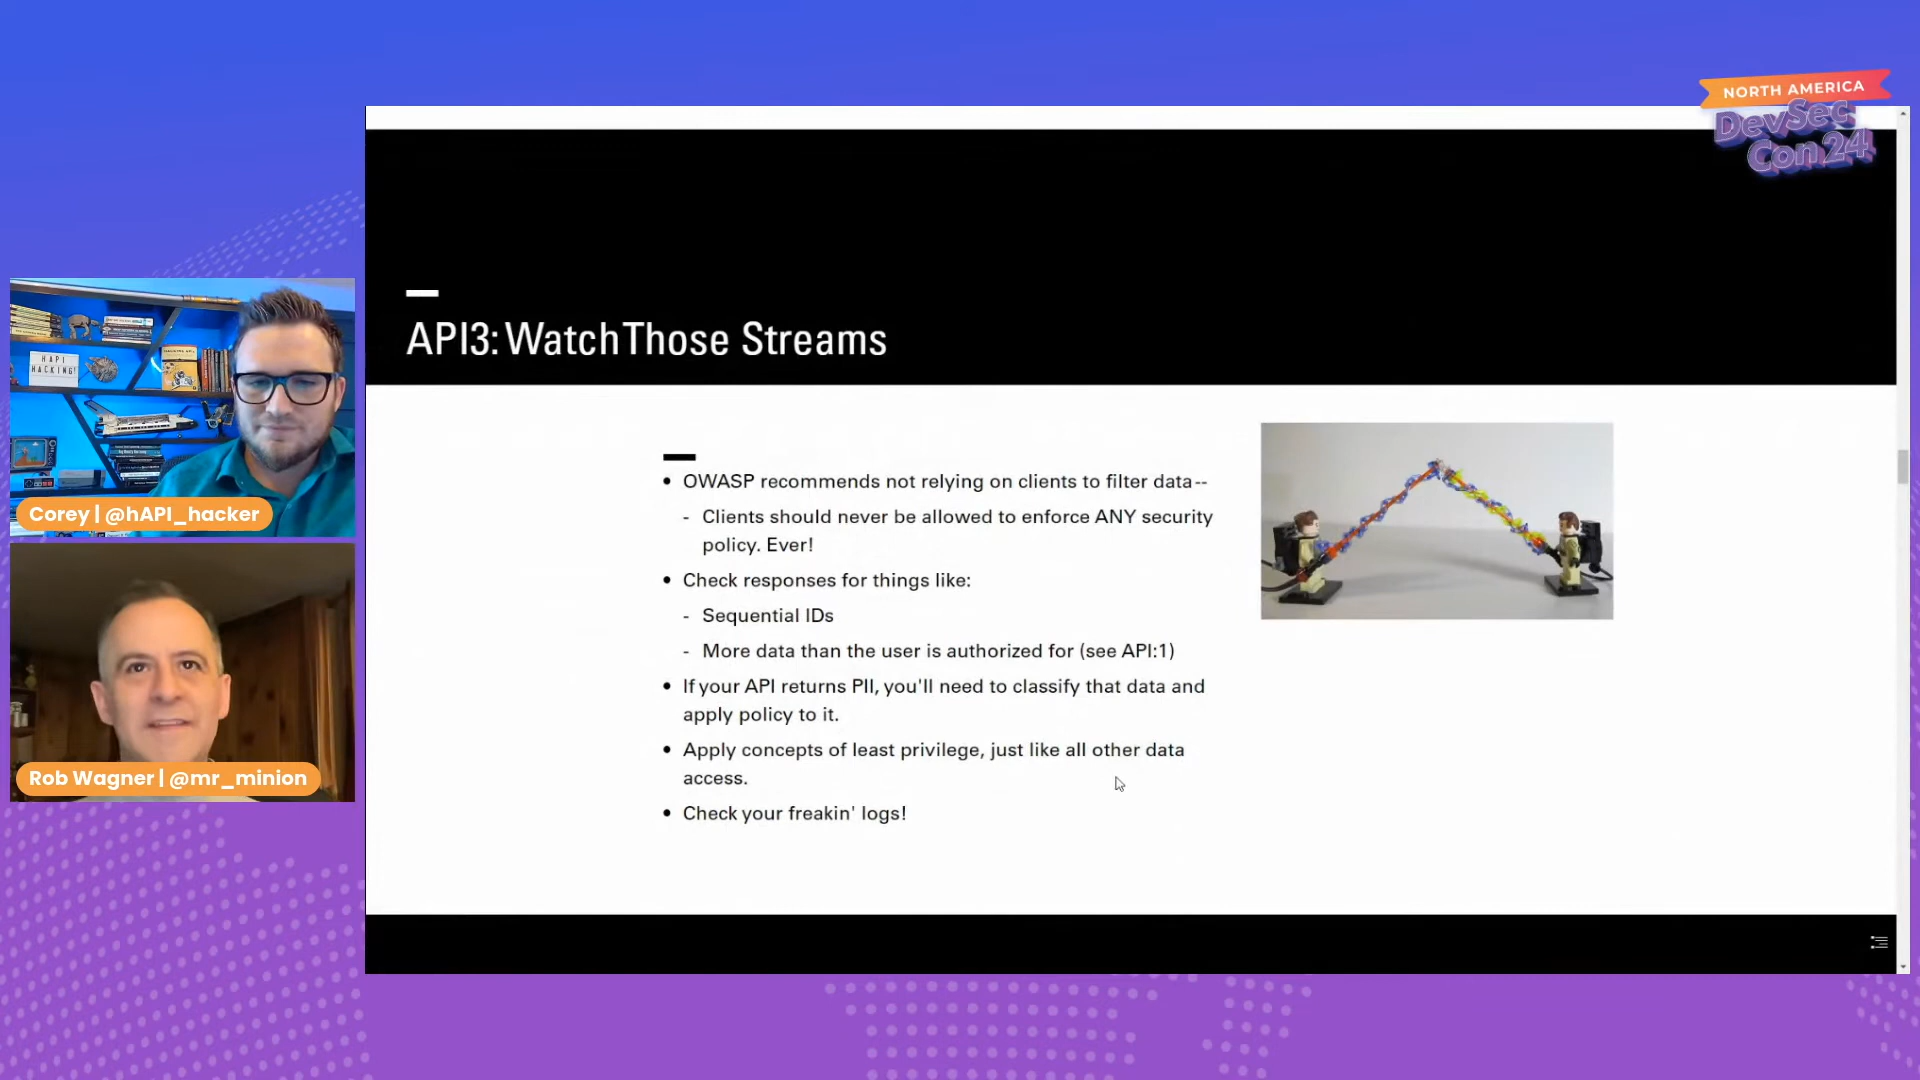 NORTH AMERICA
DevSec
Con 24
API3: Watch Those Streams
HAPI
HACKING!
Corey | @hAPI_hacker
Rob Wagner | @mr_minion
• OWASP recommends not relying on clients to filter data--
- Clients should never be allowed to enforce ANY security
policy. Ever!
• Check responses for things like:
- Sequential IDs
- More data than the user is authorized for (see API:1)
• If your API returns PII, you'll need to classify that data and
apply policy to it.
• Apply concepts of least privilege, just like all other data
access.
• Check your freakin' logs!